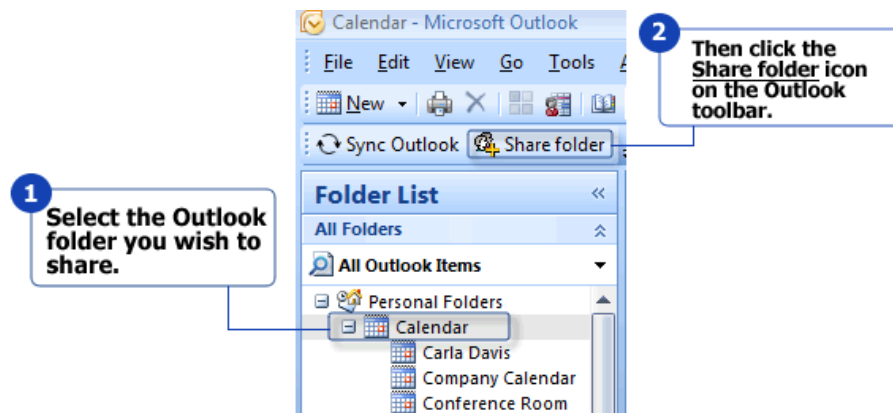 Calendar - Microsoft Outlook
File Edit View Go Tools
New
Sync Outlook Share folder
2
Then click the
Share folder icon
on the Outlook
toolbar.
1
Select the Outlook
folder you wish to
share.
Folder List
All Folders
All Outlook Items
Personal Folders
Calendar
Carla Davis
Company Calendar
Conference Room